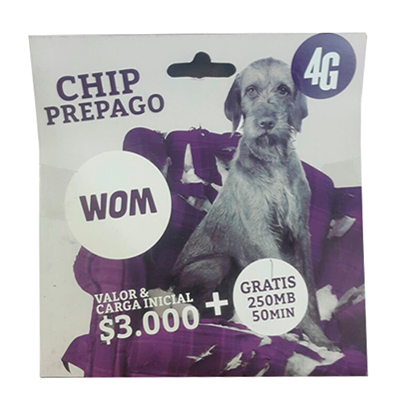 CHIP
PREPAGO
4G
WOM
VALOR &
CARGA INICIAL
$3.000
+
GRATIS
250MB
50MIN